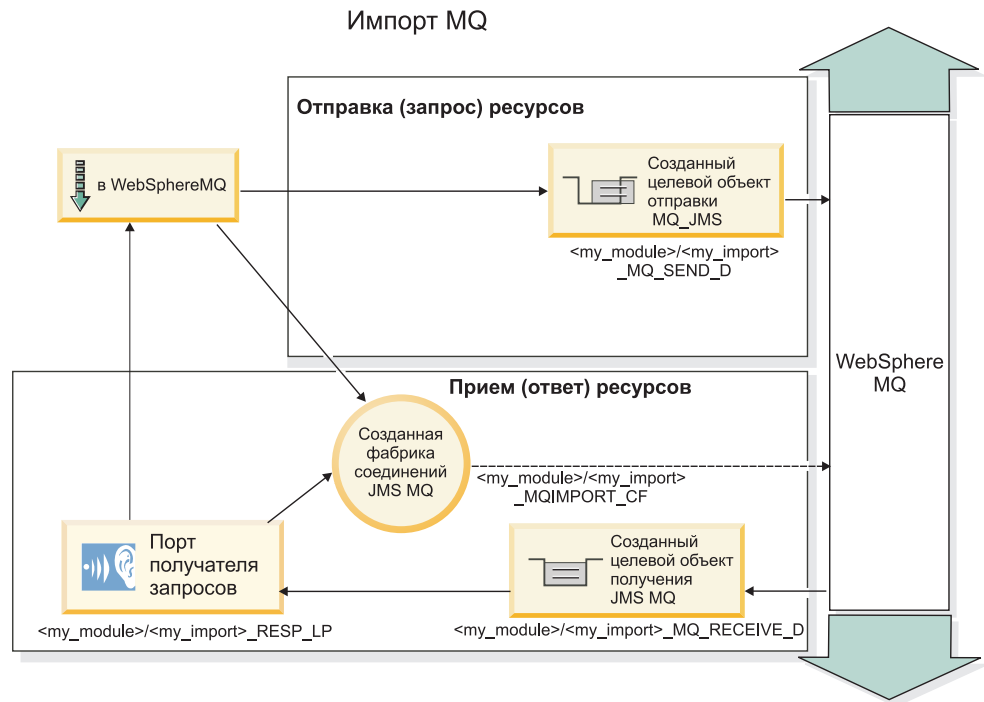 Импорт MQ
Отправка (запрос) ресурсов
в WebSphereMQ
Созданный
целевой объект
отправки
MQ_JMS
<my_module>/<my_import>
_MQ_SEND_D
WebSphere
MQ
Прием (ответ) ресурсов
Созданная
фабрика
соединений
JMS MQ
<my_module>/<my_import>
_MQIMPORT_CF
Порт
получателя
запросов
<my_module>/<my_import>_RESP_LP
Созданный
целевой объект
получения
JMS MQ
<my_module>/<my_import>_MQ_RECEIVE_D